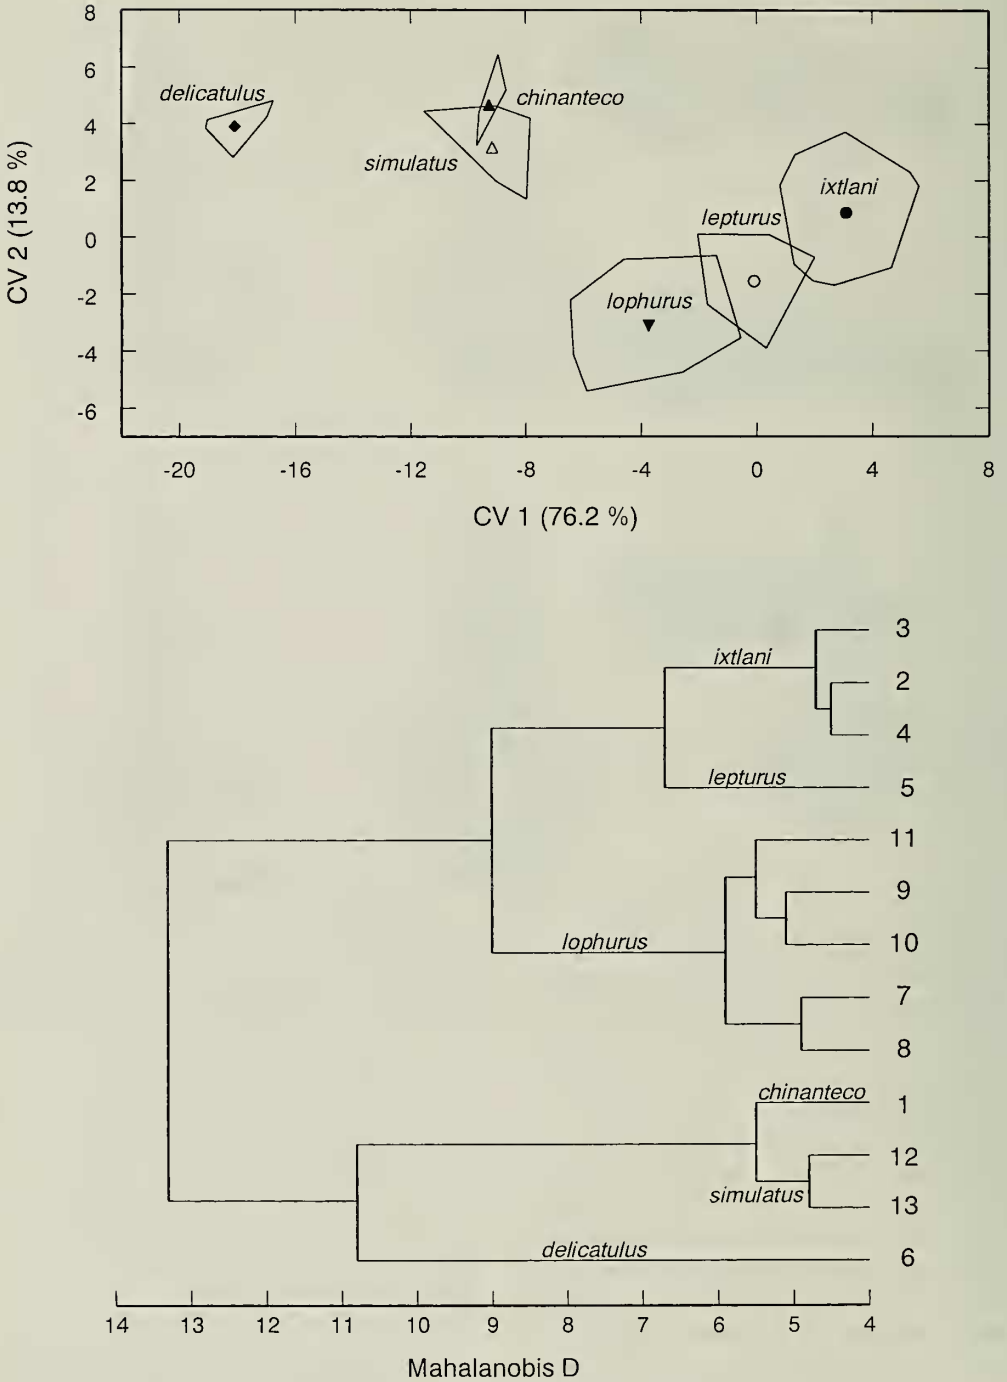 8
6
4
2
0
-2
-4
-6
CV 2 (13.8 %)
delicatulus
chinanteco
simulatus
ixtlani
lepturus
lophurus
-20 -16 -12 -8 -4 0 4 8
CV 1 (76.2 %)
3
ixtlani
2
4
lepturus 5
11
9
lophurus 10
7
8
chinanteco 1
12
simulatus 13
delicatulus 6
14 13 12 11 10 9 8 7 6 5 4
Mahalanobis D